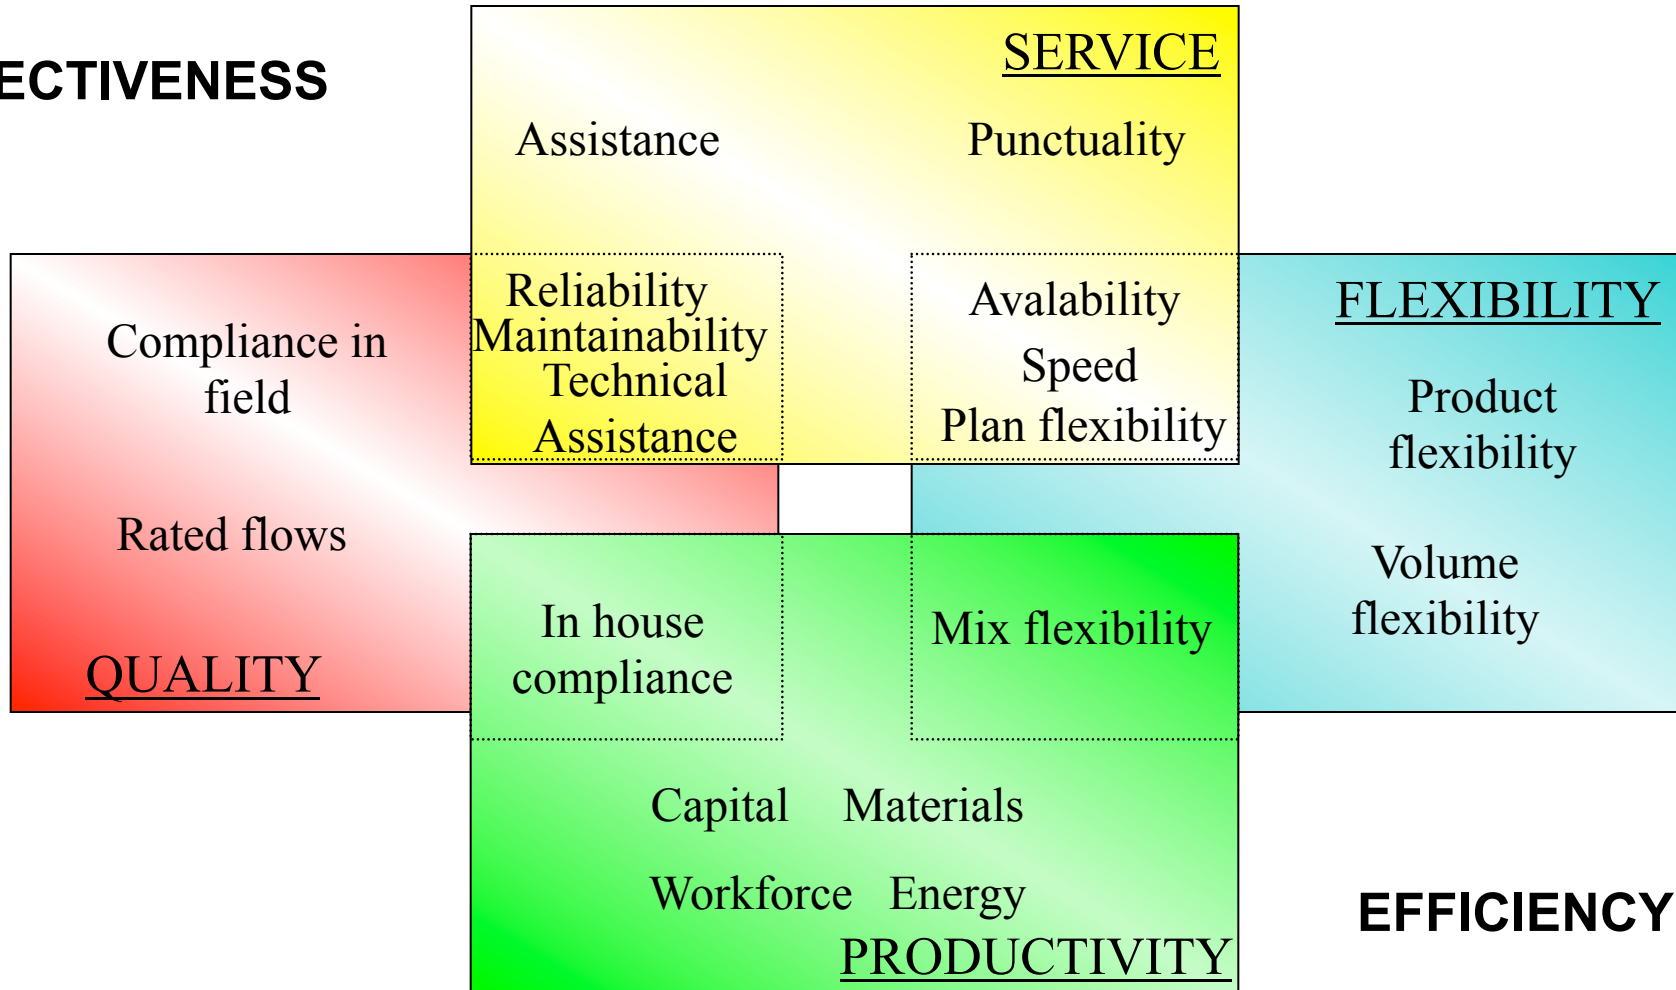 ECTIVENESS
SERVICE
Assistance
Punctuality
Reliability
Maintainability
Technical
Assistance
Avalability
Speed
Plan flexibility
FLEXIBILITY
Compliance in
field
Product
flexibility
Rated flows
Volume
flexibility
QUALITY
In house
compliance
Mix flexibility
Capital
Materials
Workforce
Energy
PRODUCTIVITY
EFFICIENCY